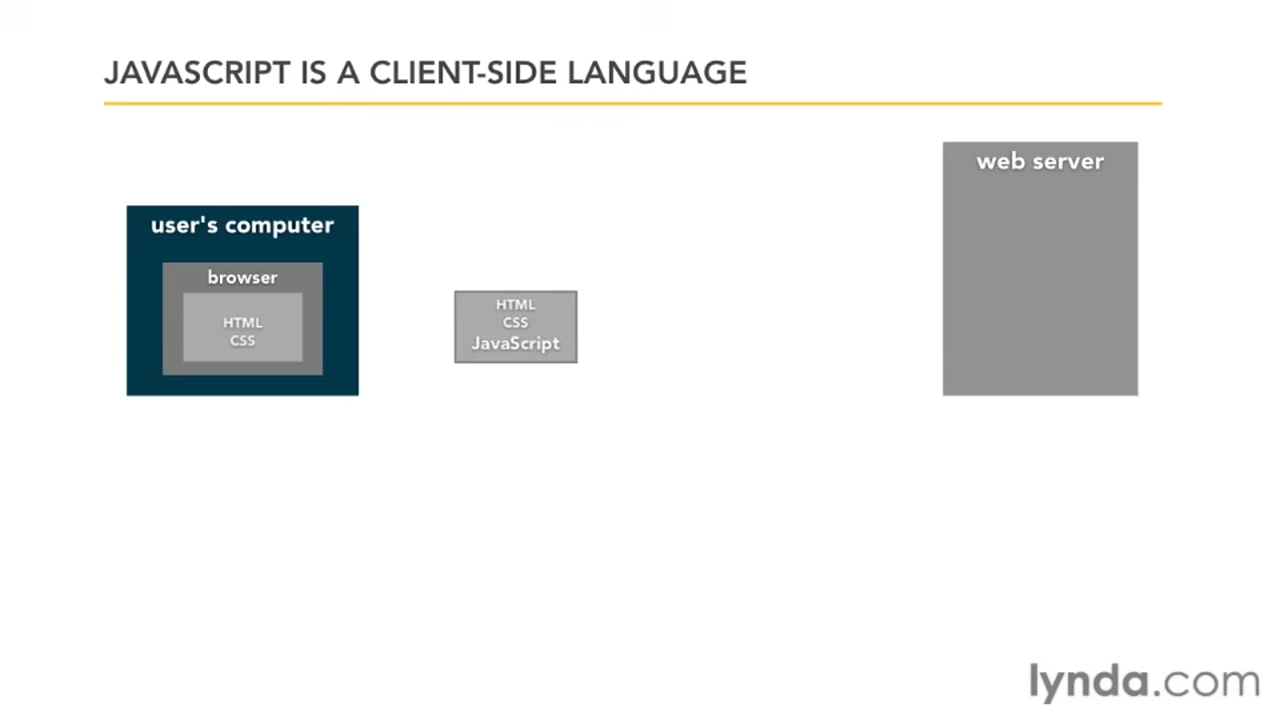 JAVASCRIPT IS A CLIENT-SIDE LANGUAGE
web server
user's computer
browser
HTML
CSS
HTML
CSS
JavaScript
lynda.com